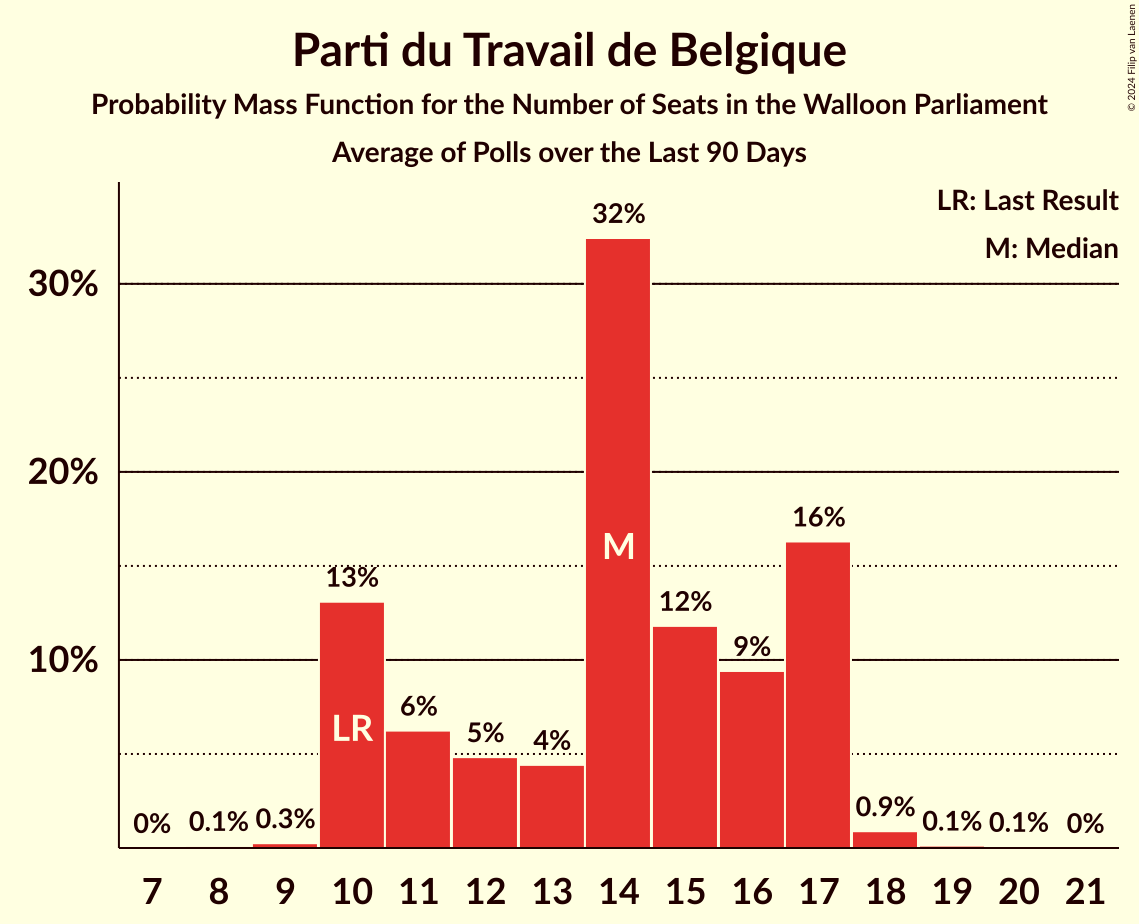 Parti du Travail de Belgique
Probability Mass Function for the Number of Seats in the Walloon Parliament
Average of Polls over the Last 90 Days
© 2024 Filip van Laenen
LR: Last Result
M: Median
30%
20%
10%
0%
0.1%
0.3%
13%
6%
5%
4%
32%
12%
9%
16%
0.9%
0.1%
0.1%
0%
LR
M
7 8 9 10 11 12 13 14 15 16 17 18 19 20 21